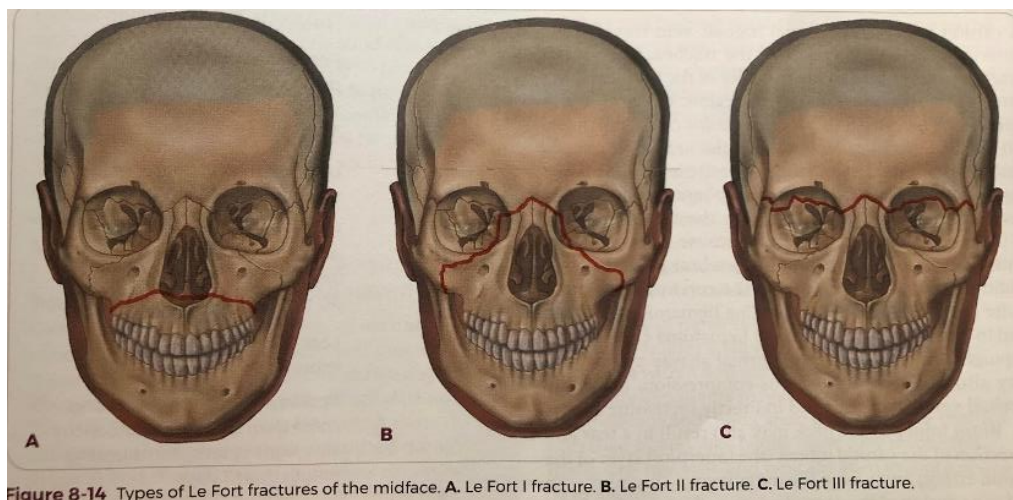 A
B
C
Figure 8-14 Types of Le Fort fractures of the midface. A. Le Fort I fracture. B. Le Fort II fracture. C. Le Fort III fracture.